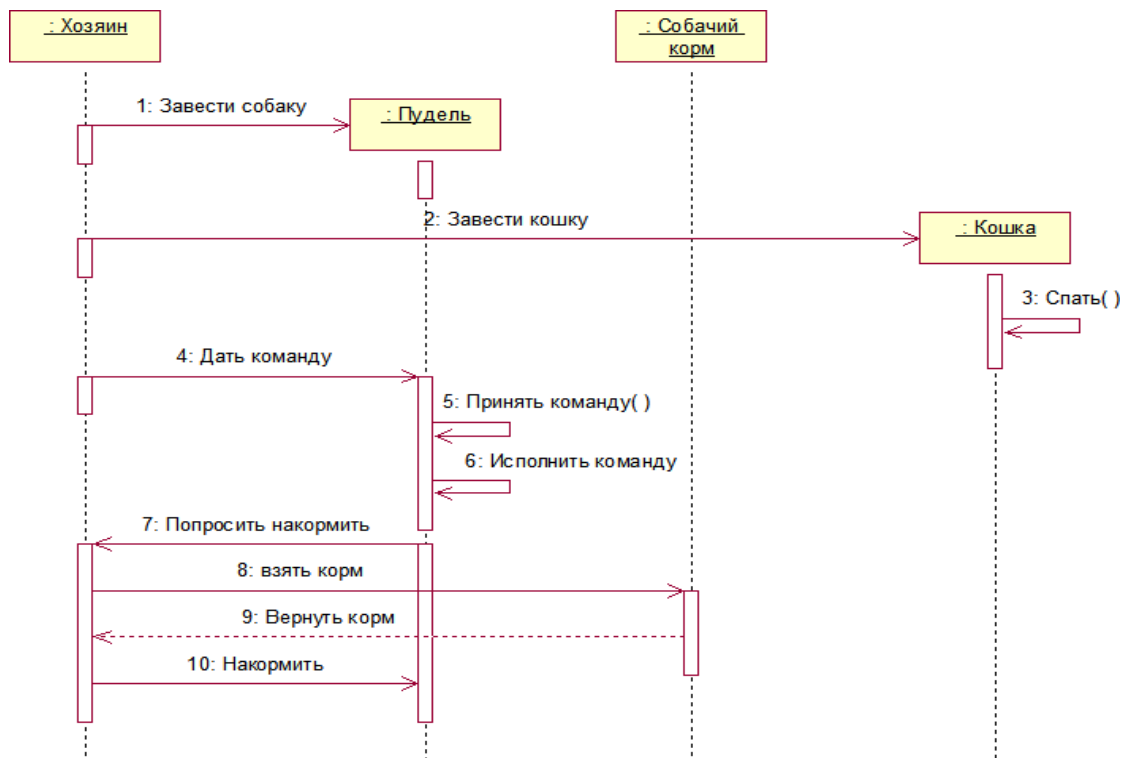 : Хозяин
: Собачий
корм
1: Завести собаку
: Пудель
2: Завести кошку
: Кошка
3: Спать( )
4: Дать команду
5: Принять команду( )
6: Исполнить команду
7: Попросить накормить
8: взять корм
9: Вернуть корм
10: Накормить